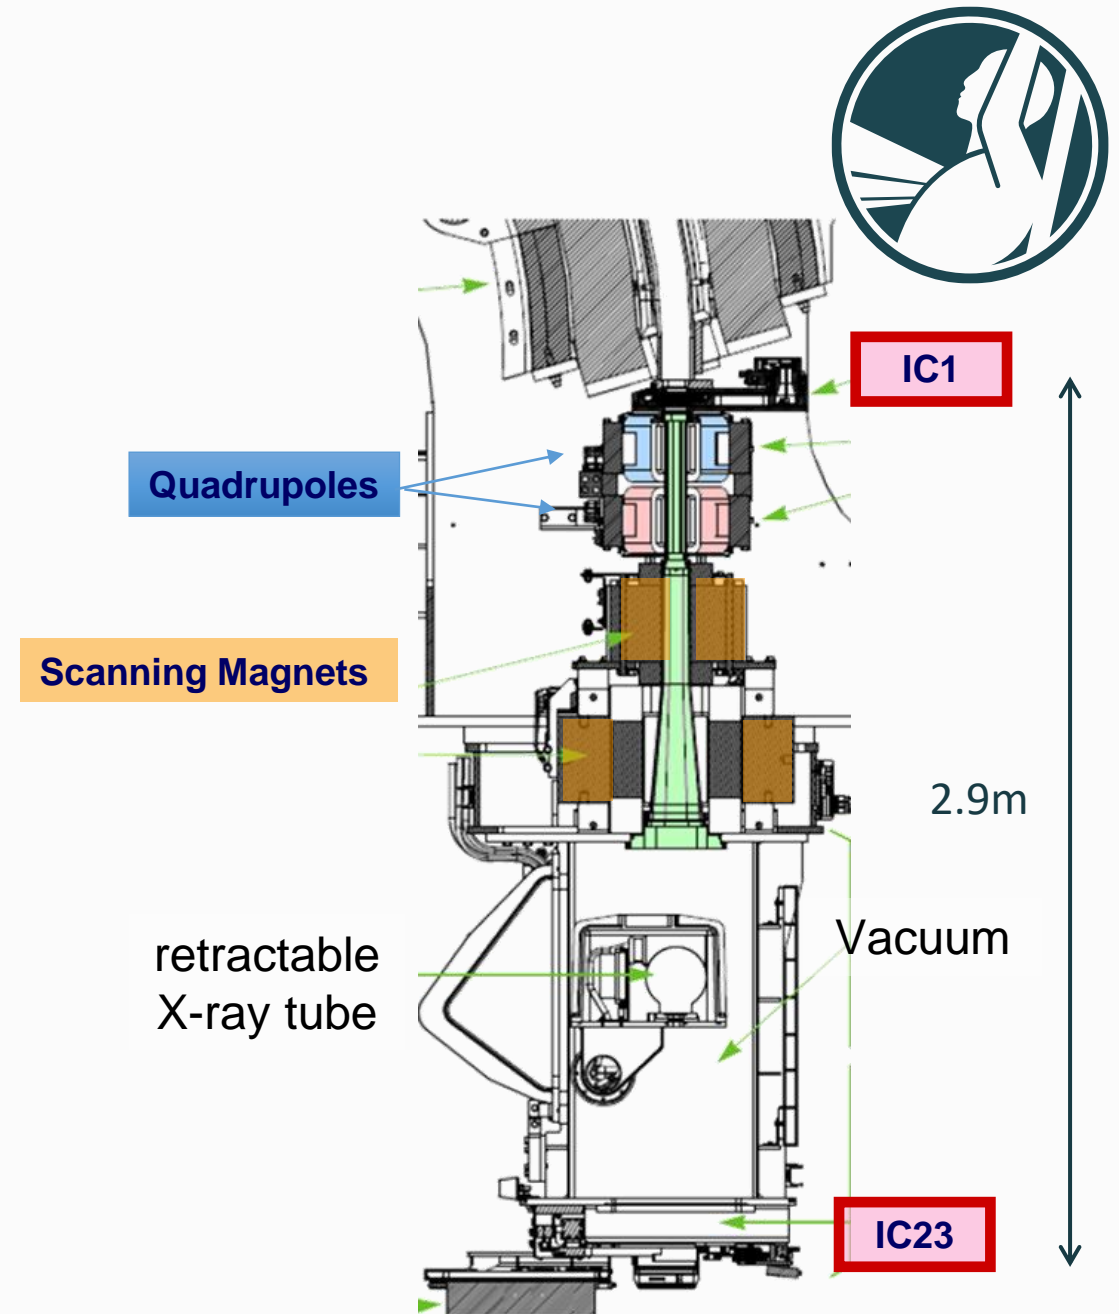 IC1
Quadrupoles
Scanning Magnets
2.9m
retractable
X-ray tube
Vacuum
IC23